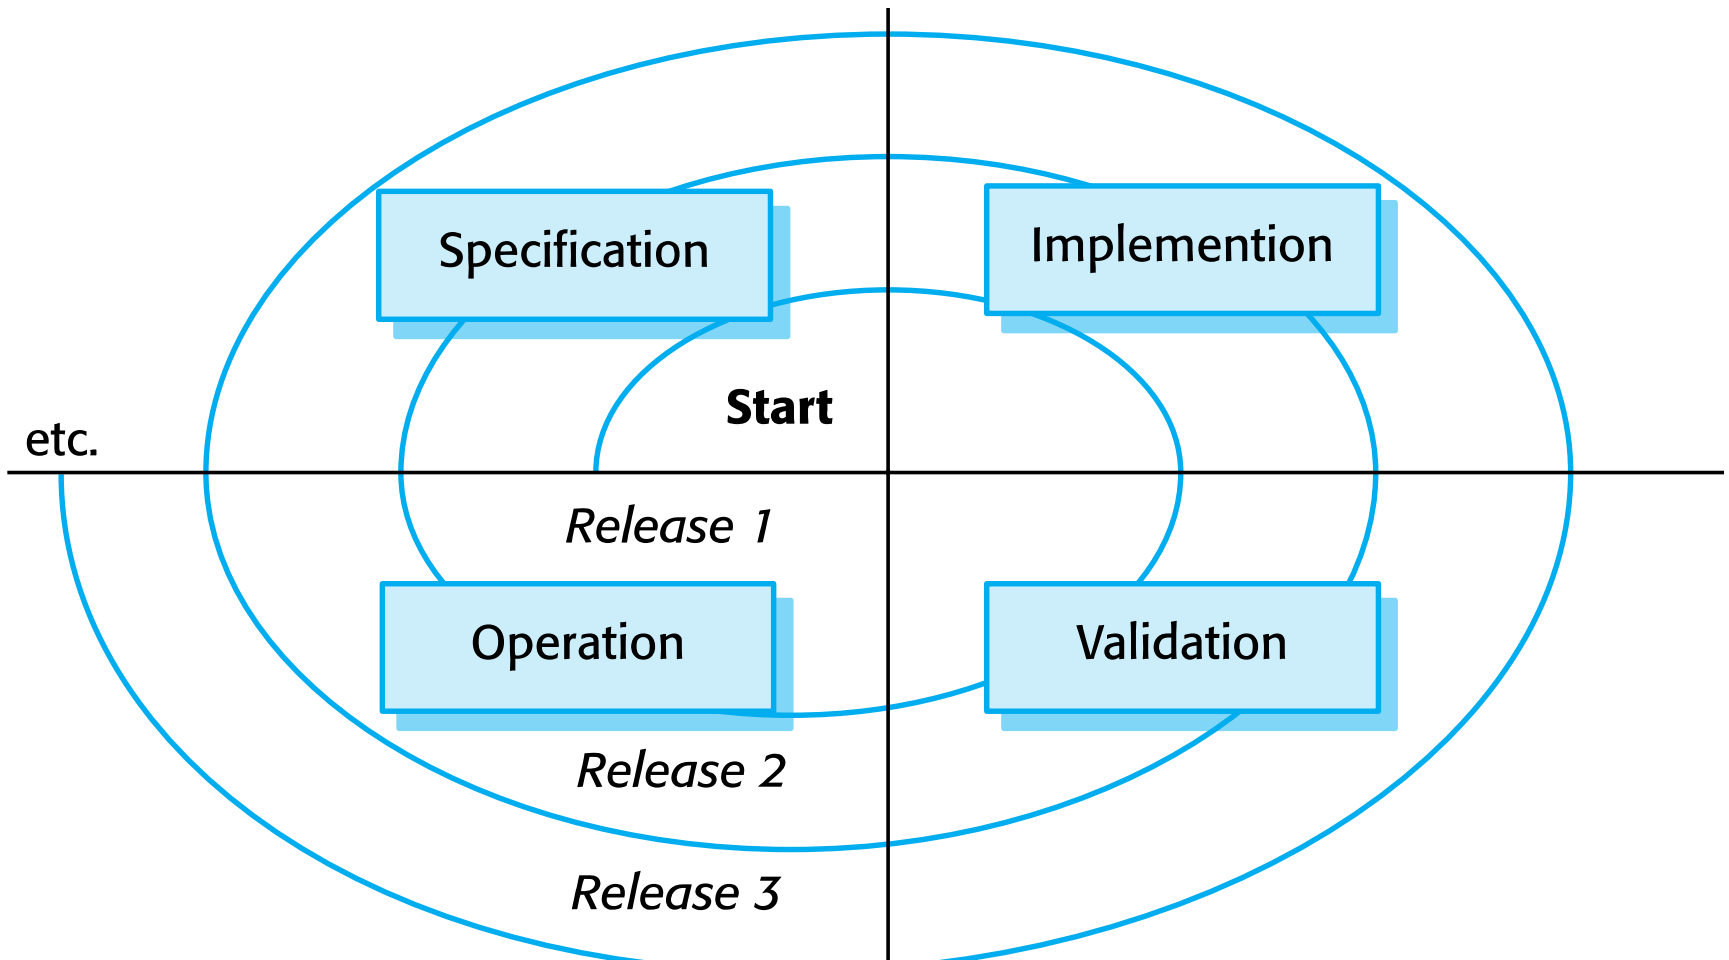 Specification
Implemention
Start
etc.
Release 1
Operation
Validation
Release 2
Release 3